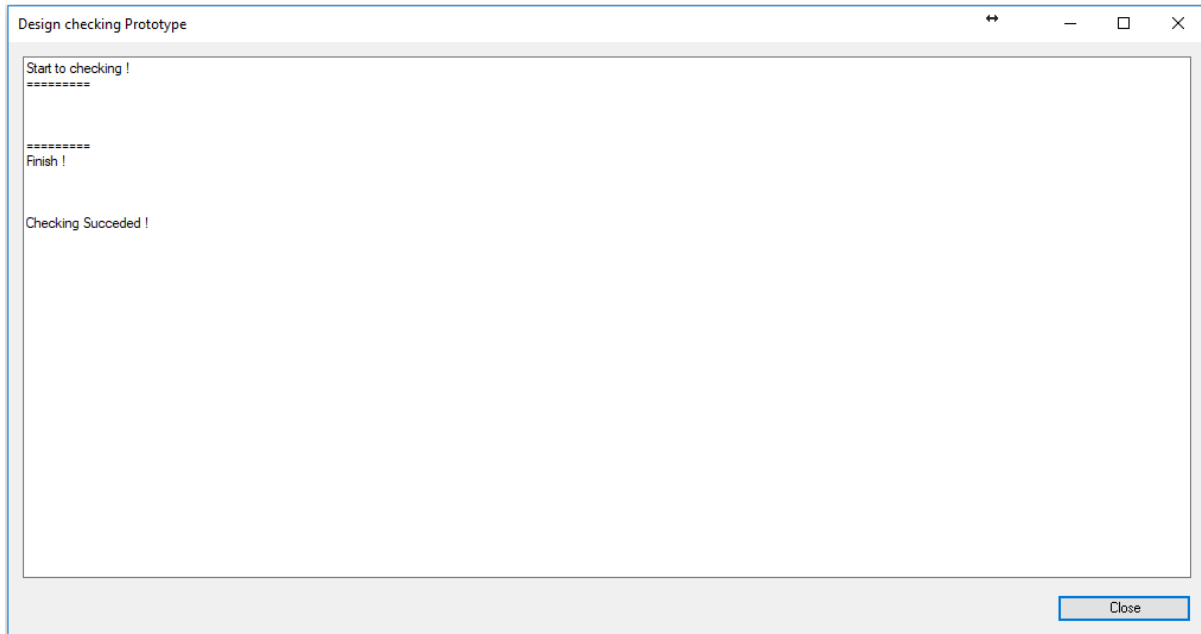 Design checking Prototype
Start to checking !
=========
=========
Finish !
Checking Succeded !
Close